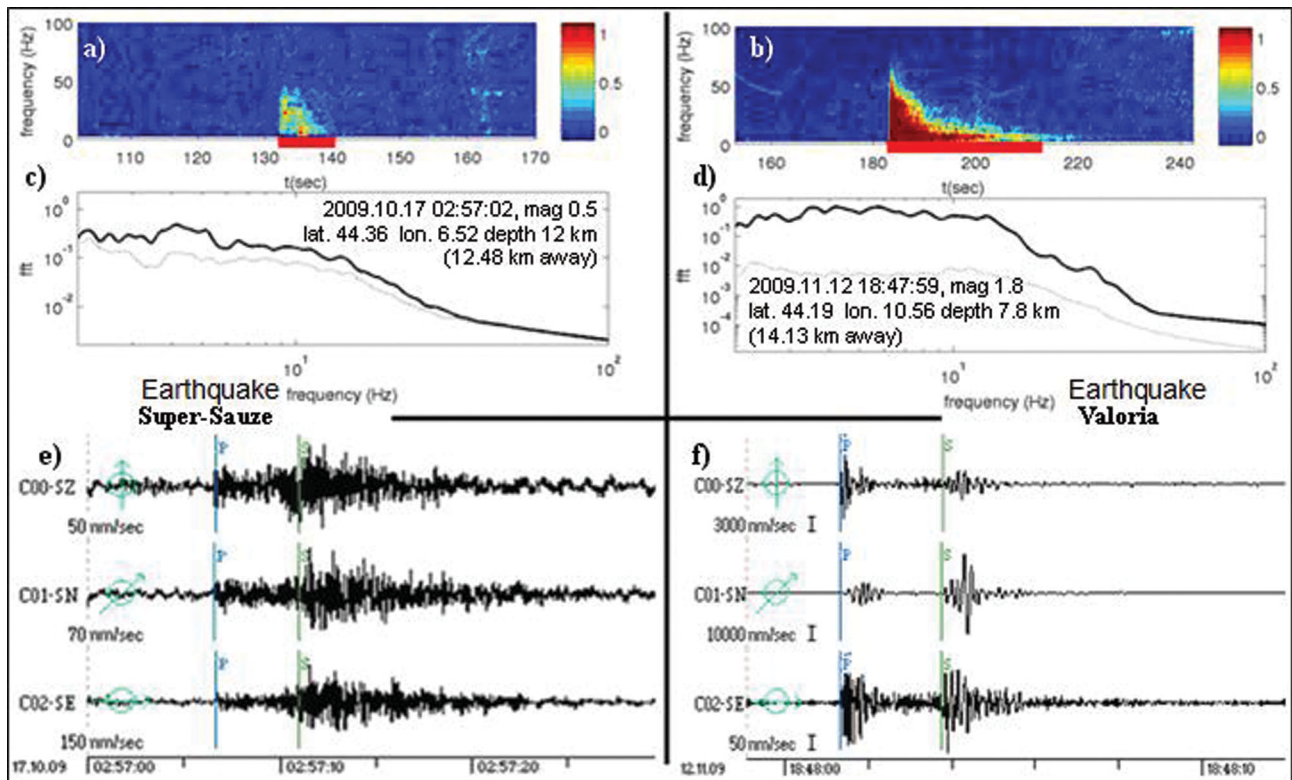 a)
frequency (Hz)
100
50
0
1
0.5
0
110 120 130 140 150 160 170
t(sec)
b)
frequency (Hz)
100
50
0
1
0.5
0
160 180 200 220 240
t(sec)
c)
fft
10^0
10^-1
10^-2
2009.10.17 02:57:02, mag 0.5
lat. 44.36 lon. 6.52 depth 12 km
(12.48 km away)
10^1 10^2
frequency (Hz)
Earthquake
Super-Sauze
d)
fft
10^0
10^-1
10^-2
10^-3
10^-4
2009.11.12 18:47:59, mag 1.8
lat. 44.19 lon. 10.56 depth 7.8 km
(14.13 km away)
10^1 10^2
frequency (Hz)
Earthquake
Valoria
e)
P S
C00-SZ
50 nm/sec
P S
C01-SN
70 nm/sec
P S
C02-SE
150 nm/sec
17.10.09 02:57:00 02:57:10 02:57:20
f)
S
C00-SZ
3000 nm/sec I
S
C01-SN
10000 nm/sec I
S
C02-SE
50 nm/sec I
12.11.09 18:48:00 18:48:10